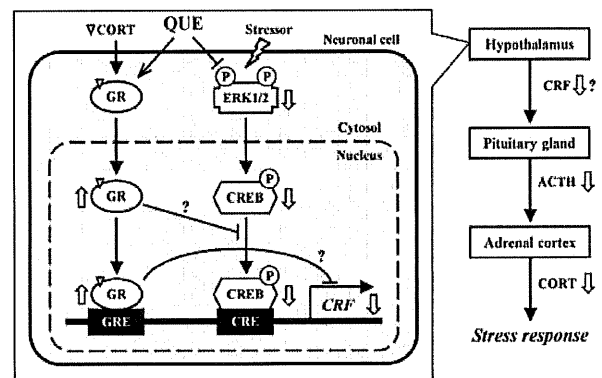 ▽CORT
QUE
Stressor
Neuronal cell
P
P
GR
ERK1/2
Cytosol
Nucleus
GR
P
CREB
?
?
GR
P
CREB
CRF
GRE
CRE
Hypothalamus
CRF ?
Pituitary gland
ACTH
Adrenal cortex
CORT
Stress response